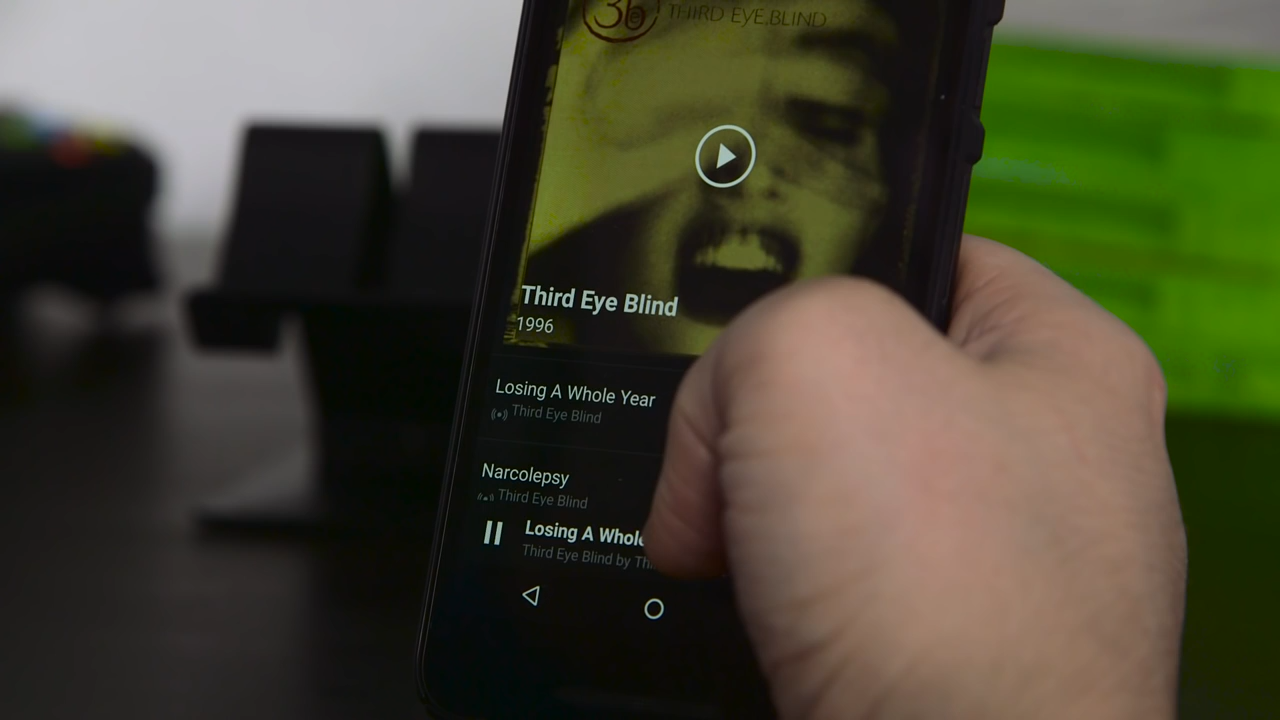 3eb THIRD EYE BLIND
Third Eye Blind
1996
Losing A Whole Year
Third Eye Blind
Narcolepsy
Third Eye Blind
Losing A Whole
Third Eye Blind by